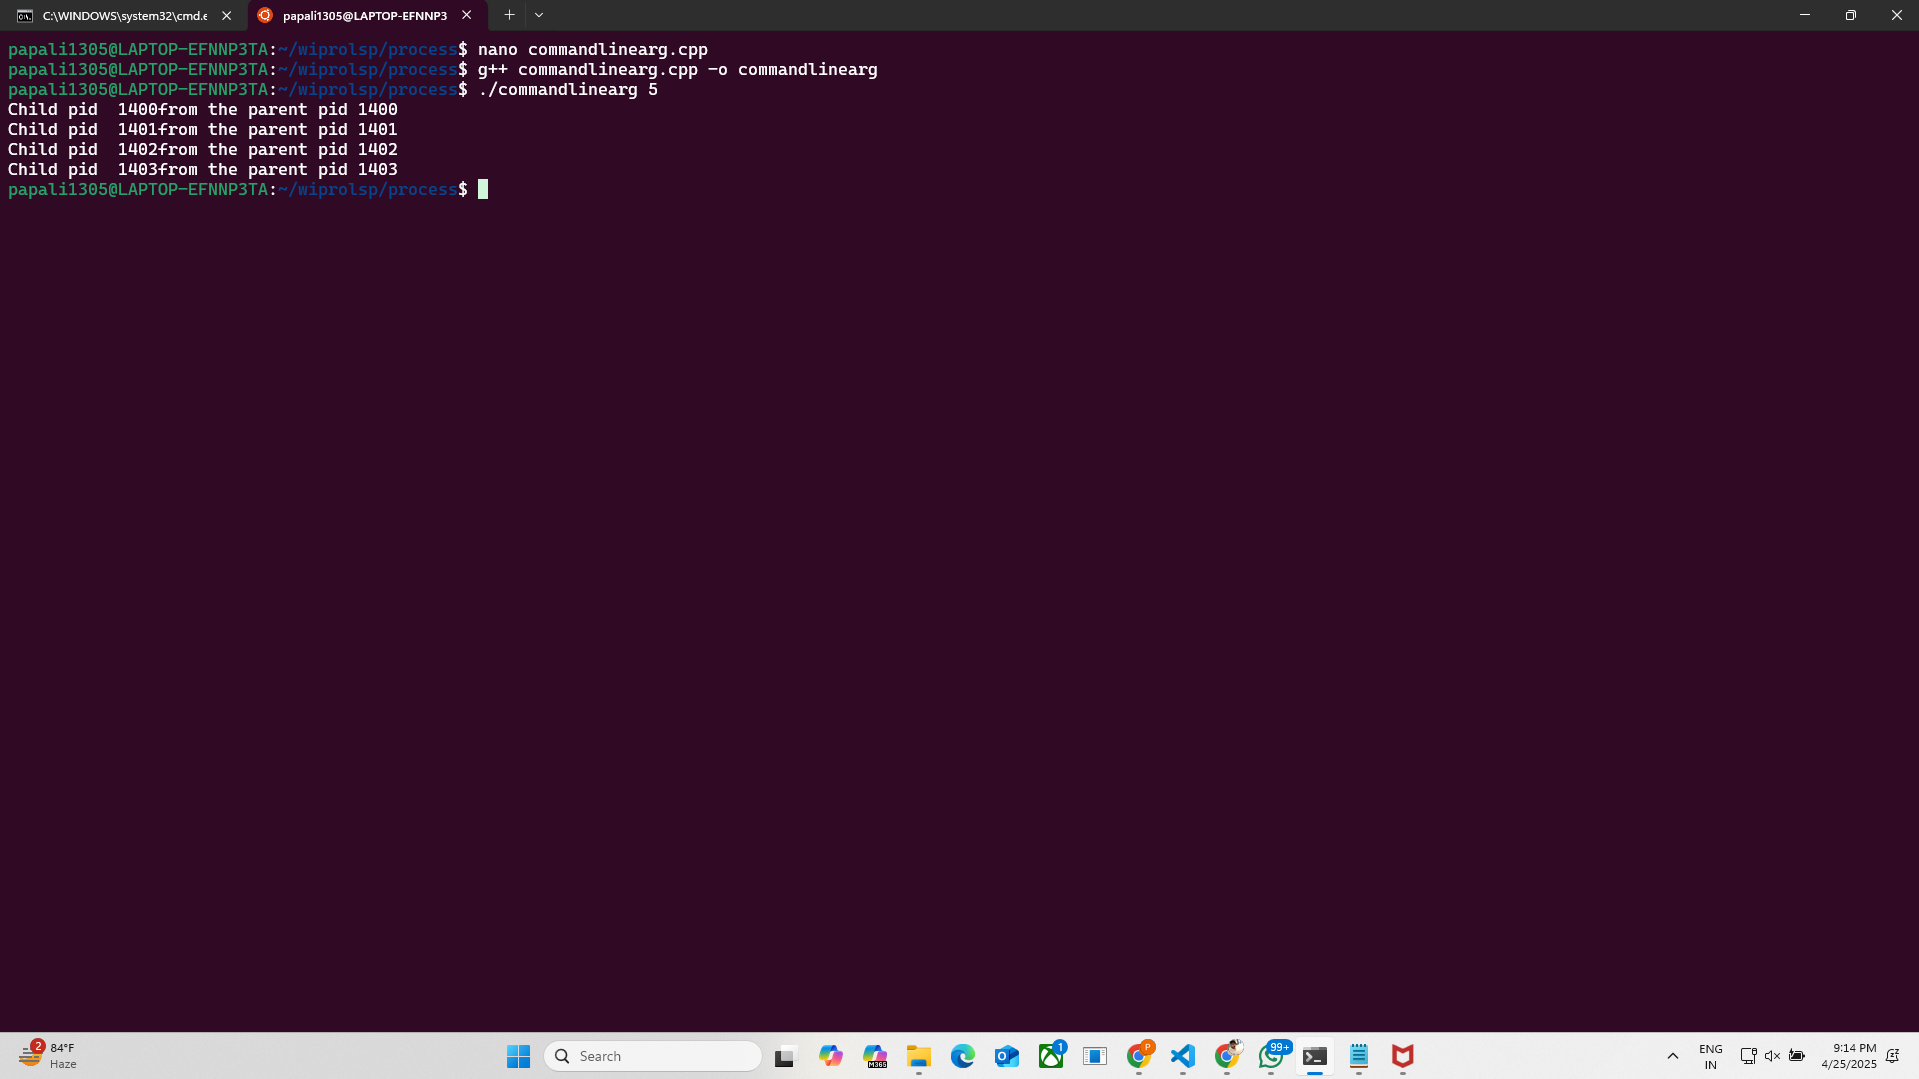 C:\WINDOWS\system32\cmd.e
papali1305@LAPTOP-EFNNP3
papali1305@LAPTOP-EFNNP3TA:~/wiprolsp/process$ nano commandlinearg.cpp
papali1305@LAPTOP-EFNNP3TA:~/wiprolsp/process$ g++ commandlinearg.cpp -o commandlinearg
papali1305@LAPTOP-EFNNP3TA:~/wiprolsp/process$ ./commandlinearg 5
Child pid  1400from the parent pid 1400
Child pid  1401from the parent pid 1401
Child pid  1402from the parent pid 1402
Child pid  1403from the parent pid 1403
papali1305@LAPTOP-EFNNP3TA:~/wiprolsp/process$
2
84°F
Haze
Search
M365
O
1
P
99+
ENG
IN
9:14 PM
4/25/2025